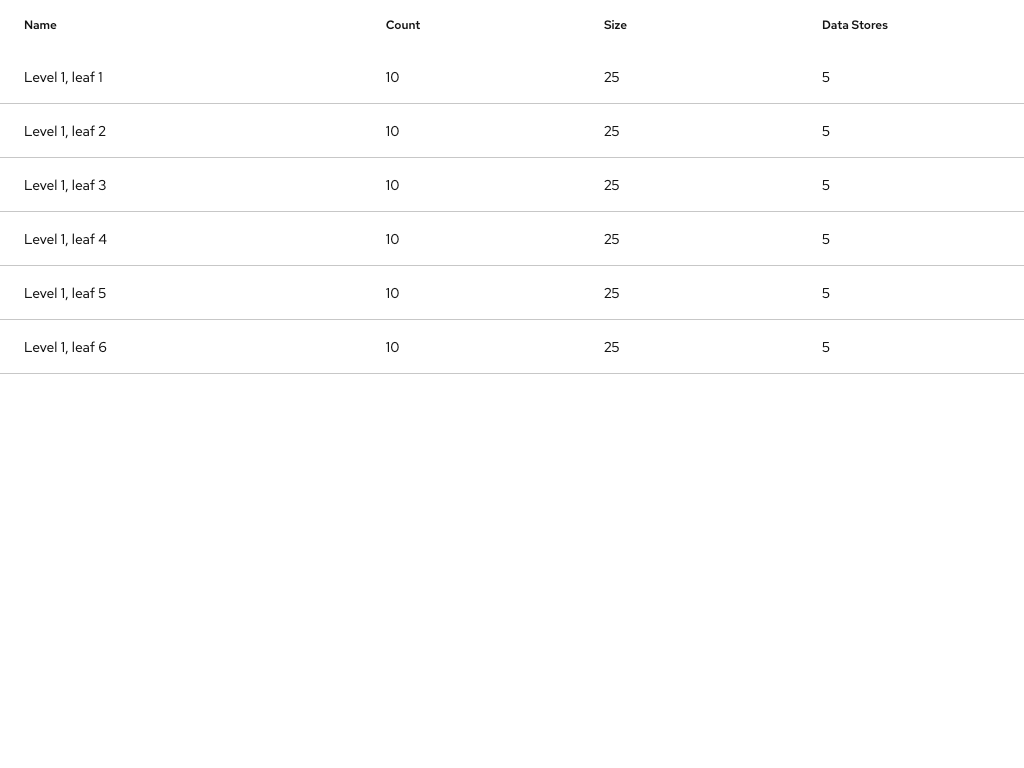 Name Count Size Data Stores
Level 1, leaf 1 10 25 5
Level 1, leaf 2 10 25 5
Level 1, leaf 3 10 25 5
Level 1, leaf 4 10 25 5
Level 1, leaf 5 10 25 5
Level 1, leaf 6 10 25 5